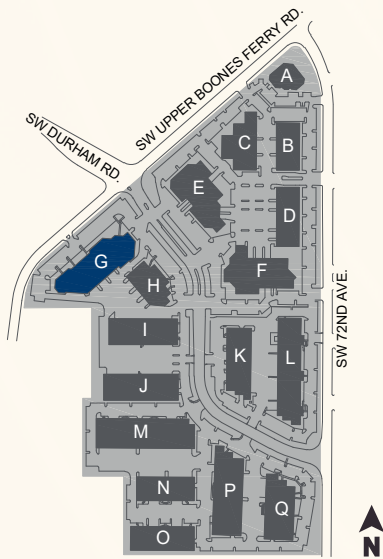 SW UPPER BOONES FERRY RD.
SW DURHAM RD.
A
B
C
D
E
F
G
H
I
SW 72ND AVE.
J
K
L
M
N
O
P
Q
N